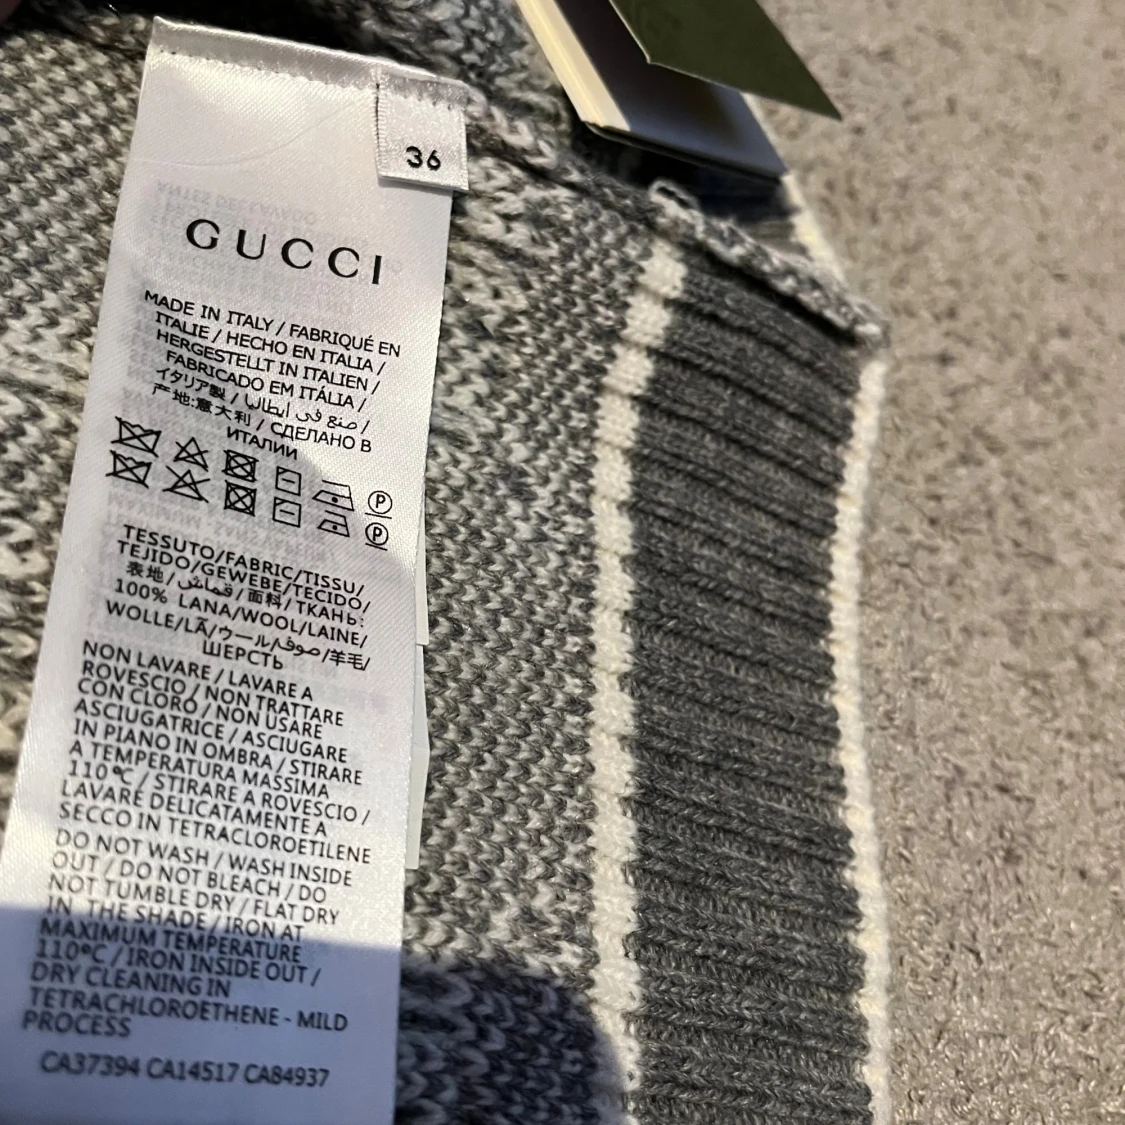 36
GUCCI
MADE IN ITALY / FABRIQUÉ EN
ITALIE / HECHO EN ITALIA /
HERGESTELLT IN ITALIEN /
FABRICADO EM ITÁLIA /
イタリア製 / صنع في ايطاليا /
产地:意大利 / СДЕЛАНО В
ИТАЛИИ
P
P
TESSUTO/FABRIC/TISSU/
TEJIDO/GEWEBE/TECIDO/
表地/قماش/面料/ТКАНЬ:
100% LANA/WOOL/LAINE/
WOLLE/LÃ/ウール/صوف/羊毛/
ШЕРСТЬ
NON LAVARE / LAVARE A
ROVESCIO / NON TRATTARE
CON CLORO / NON USARE
ASCIUGATRICE / ASCIUGARE
IN PIANO IN OMBRA / STIRARE
A TEMPERATURA MASSIMA
110°C / STIRARE A ROVESCIO /
LAVARE DELICATAMENTE A
SECCO IN TETRACLOROETILENE
DO NOT WASH / WASH INSIDE
OUT / DO NOT BLEACH / DO
NOT TUMBLE DRY / FLAT DRY
IN THE SHADE / IRON AT
MAXIMUM TEMPERATURE
110°C / IRON INSIDE OUT /
DRY CLEANING IN
TETRACHLOROETHENE - MILD
PROCESS
CA37394 CA14517 CA84937